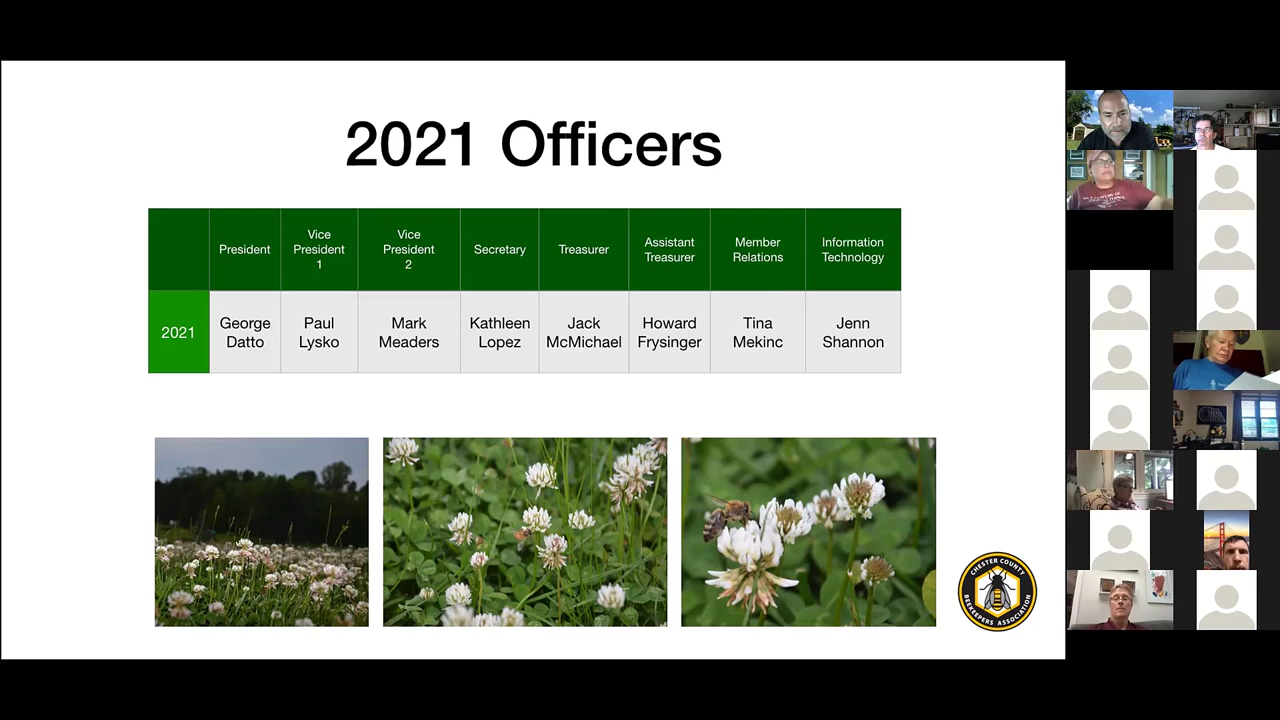 2021 Officers
President
Vice
President
1
Vice
President
2
Secretary
Treasurer
Assistant
Treasurer
Member
Relations
Information
Technology
2021
George
Datto
Paul
Lysko
Mark
Meaders
Kathleen
Lopez
Jack
McMichael
Howard
Frysinger
Tina
Mekinc
Jenn
Shannon
CHESTER COUNTY
BEEKEEPERS ASSOCIATION